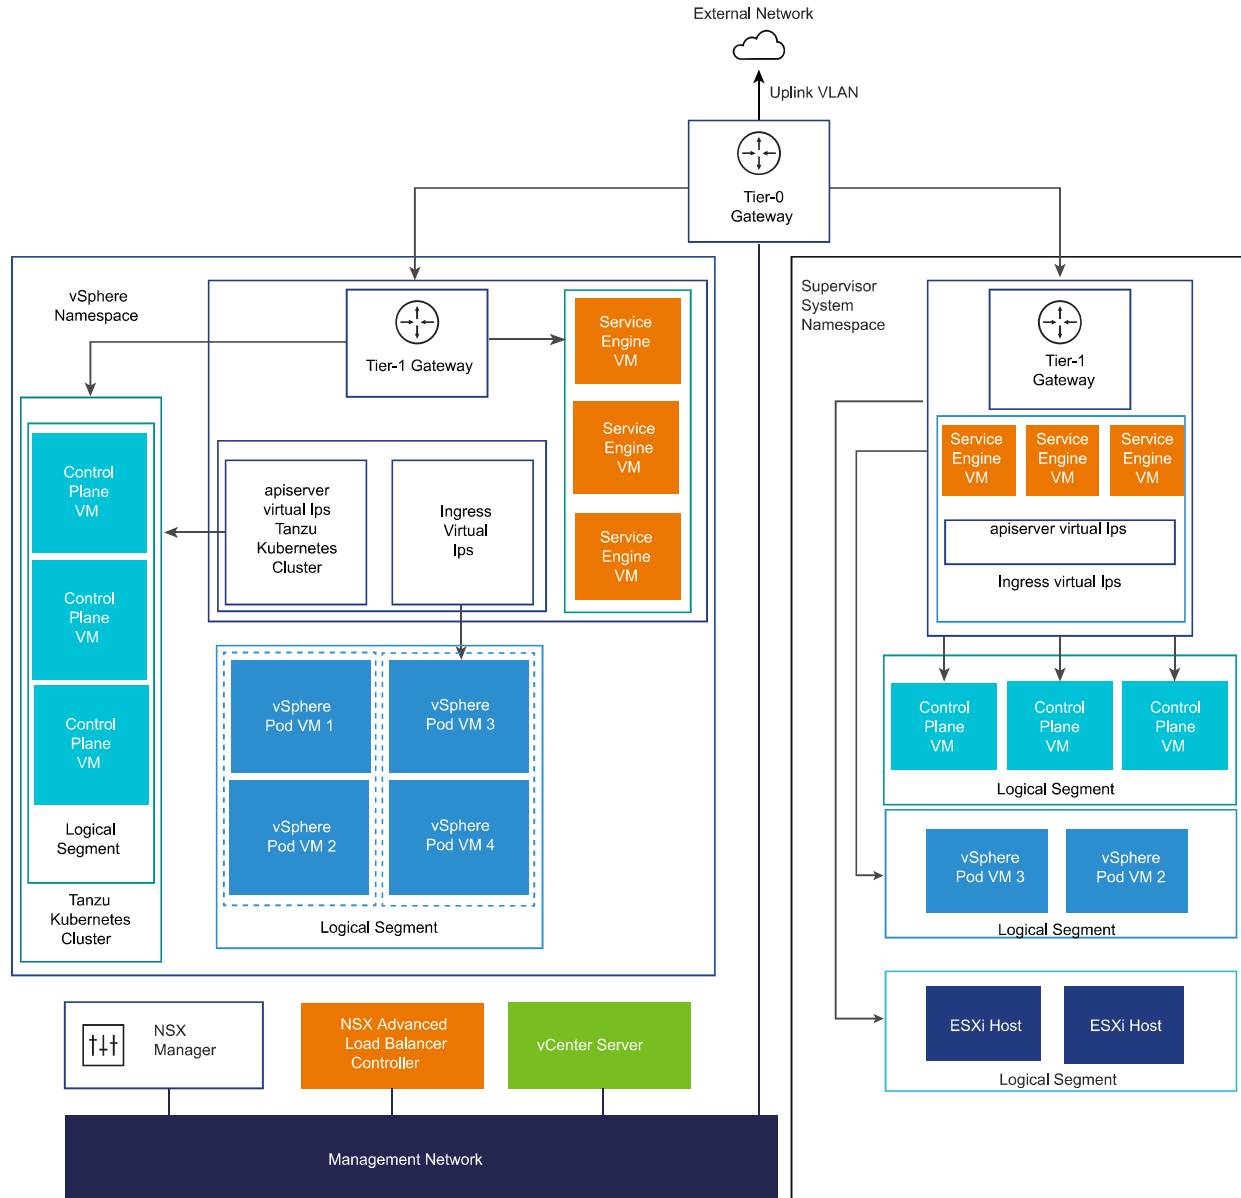 External Network
Uplink VLAN
Tier-0
Gateway
vSphere
Namespace
Tier-1 Gateway
Service
Engine
VM
Service
Engine
VM
Service
Engine
VM
Control
Plane
VM
Control
Plane
VM
Control
Plane
VM
Logical
Segment
Tanzu
Kubernetes
Cluster
apiserver
virtual Ips
Tanzu
Kubernetes
Cluster
Ingress
Virtual
Ips
vSphere
Pod VM 1
vSphere
Pod VM 3
vSphere
Pod VM 2
vSphere
Pod VM 4
Logical Segment
Supervisor
System
Namespace
Tier-1
Gateway
Service
Engine
VM
Service
Engine
VM
Service
Engine
VM
apiserver virtual Ips
Ingress virtual Ips
Control
Plane
VM
Control
Plane
VM
Control
Plane
VM
Logical Segment
vSphere
Pod VM 3
vSphere
Pod VM 2
Logical Segment
ESXi Host
ESXi Host
Logical Segment
NSX
Manager
NSX Advanced
Load Balancer
Controller
vCenter Server
Management Network